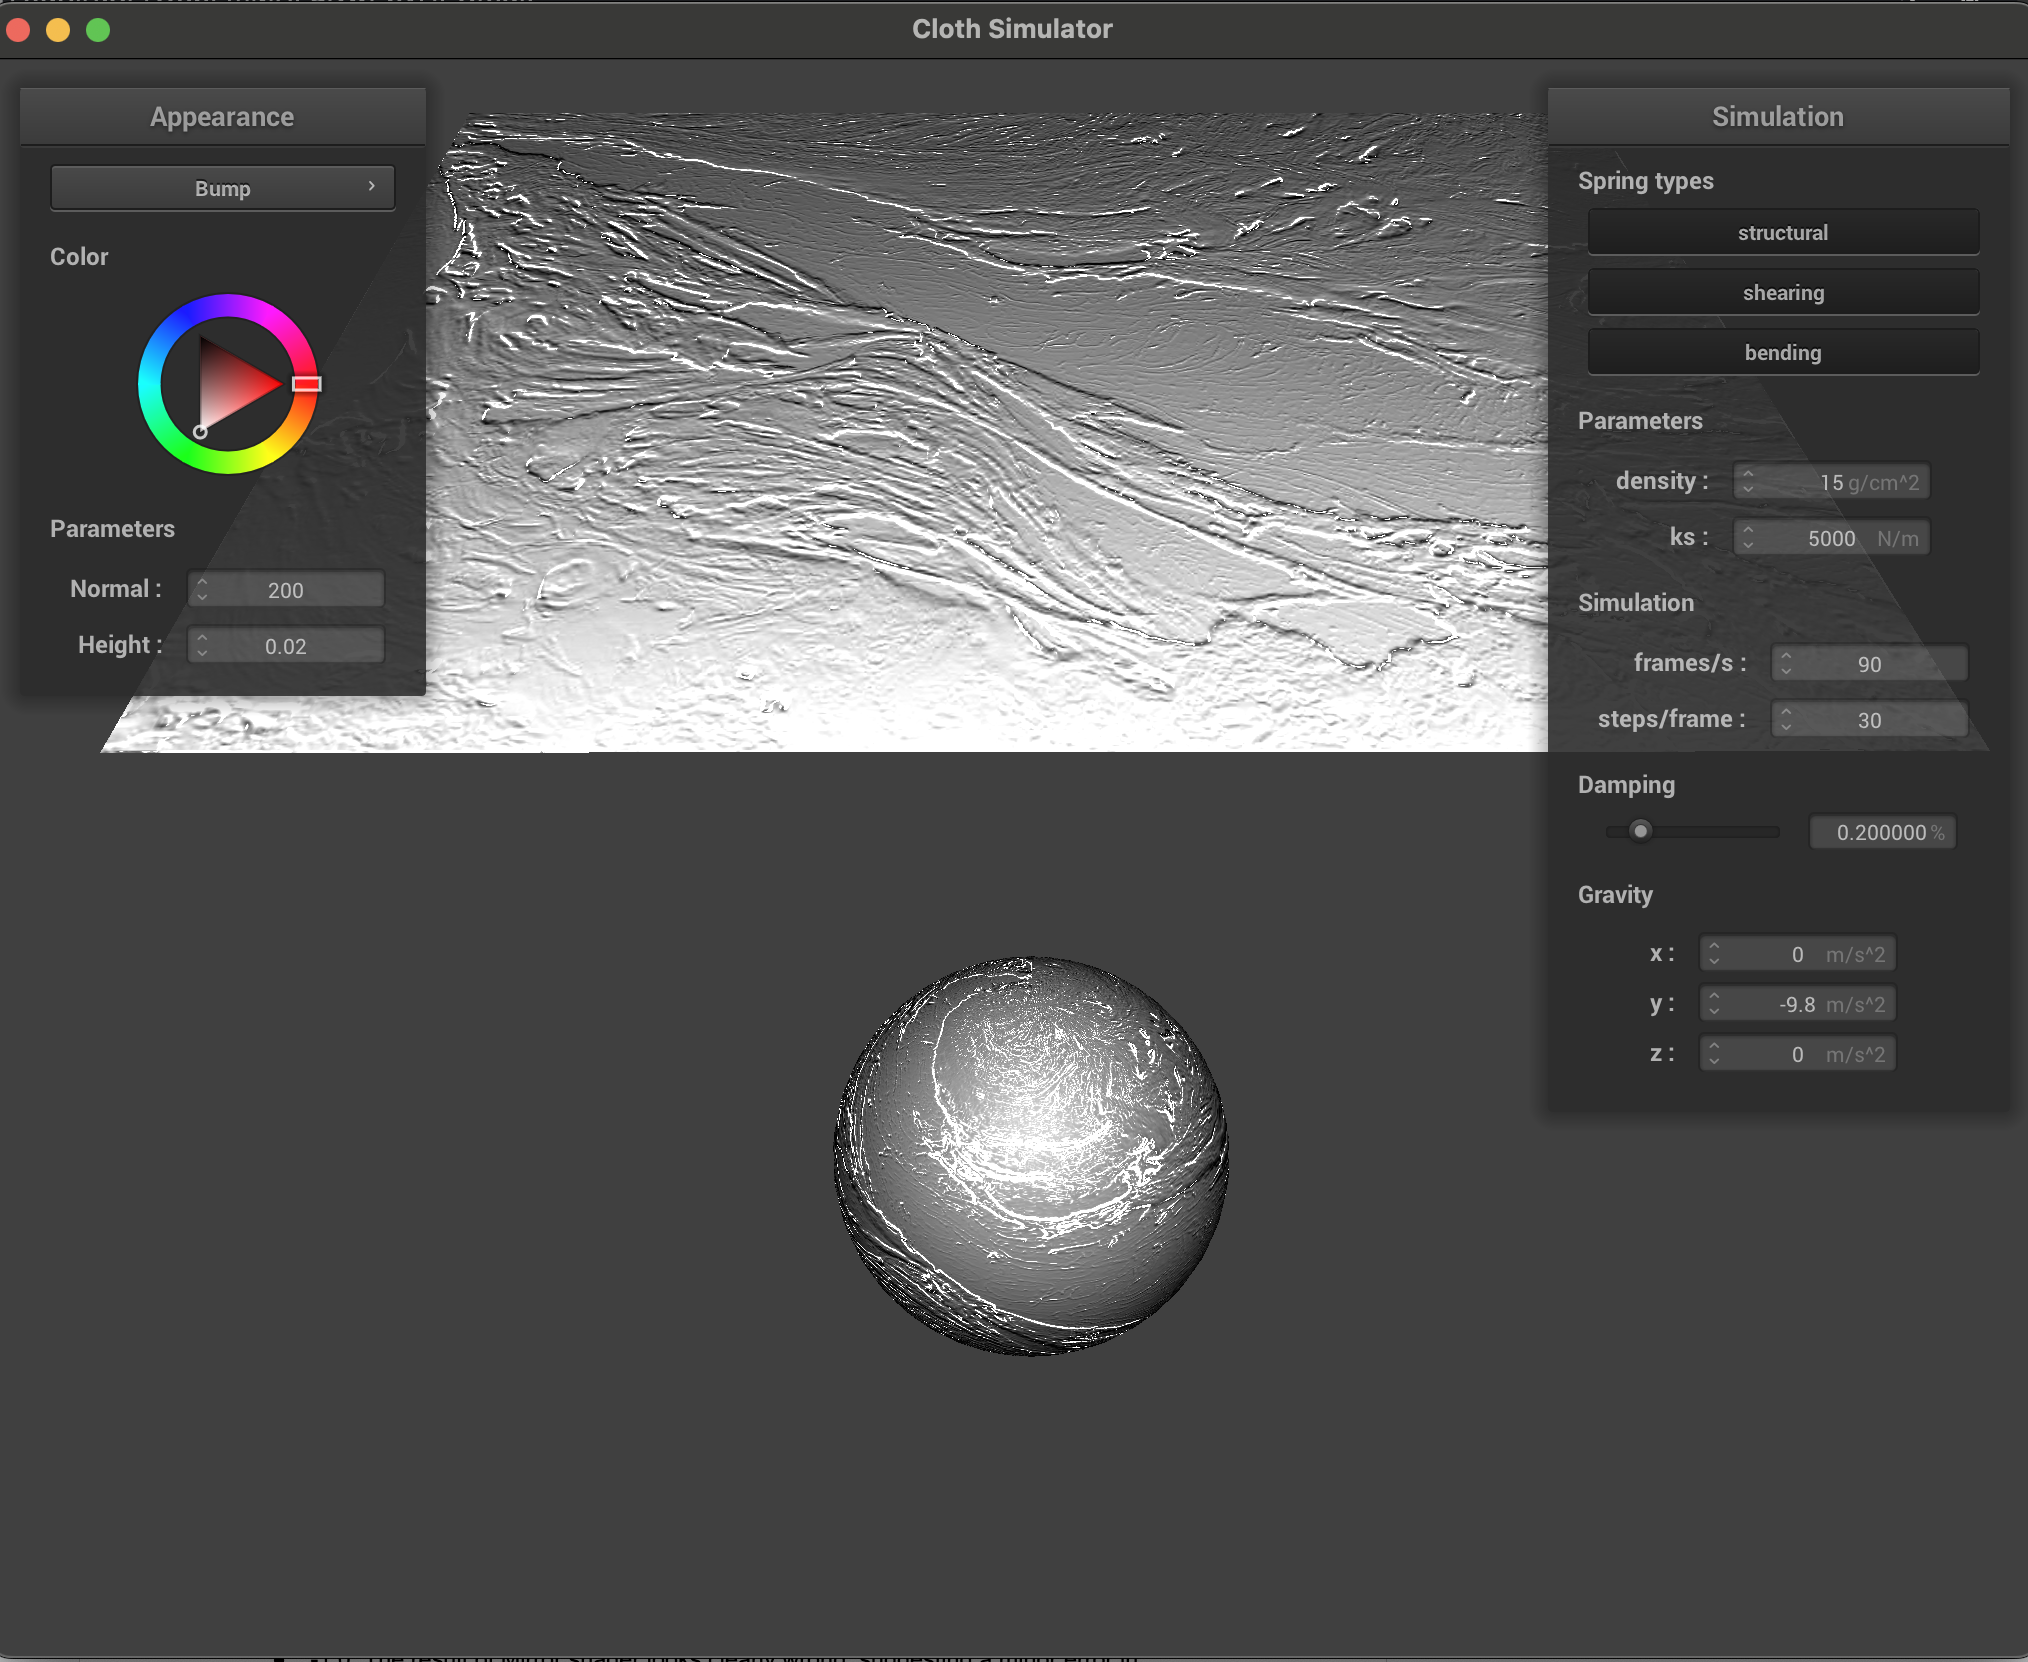 Cloth Simulator
Appearance
Bump
Color
Parameters
Normal : 200
Height : 0.02
Simulation
Spring types
structural
shearing
bending
Parameters
density : 15 g/cm^2
ks : 5000 N/m
Simulation
frames/s : 90
steps/frame : 30
Damping
0.200000 %
Gravity
x : 0 m/s^2
y : -9.8 m/s^2
z : 0 m/s^2